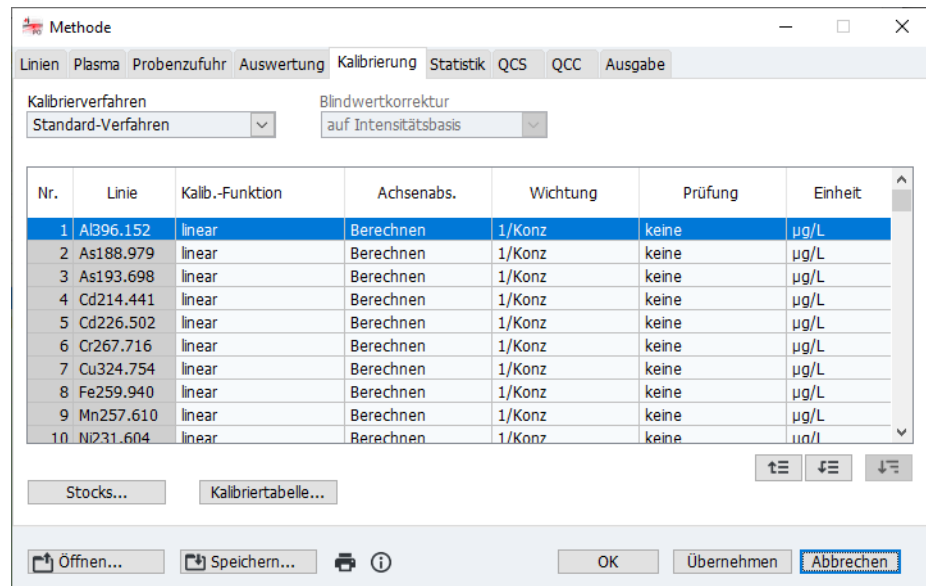 Methode
Linien Plasma Probenzufuhr Auswertung Kalibrierung Statistik QCS QCC Ausgabe
Kalibrierverfahren Blindwertkorrektur
Standard-Verfahren auf Intensitätsbasis
Nr. Linie Kalib.-Funktion Achsenabs. Wichtung Prüfung Einheit
1 Al396.152 linear Berechnen 1/Konz keine µg/L
2 As188.979 linear Berechnen 1/Konz keine µg/L
3 As193.698 linear Berechnen 1/Konz keine µg/L
4 Cd214.441 linear Berechnen 1/Konz keine µg/L
5 Cd226.502 linear Berechnen 1/Konz keine µg/L
6 Cr267.716 linear Berechnen 1/Konz keine µg/L
7 Cu324.754 linear Berechnen 1/Konz keine µg/L
8 Fe259.940 linear Berechnen 1/Konz keine µg/L
9 Mn257.610 linear Berechnen 1/Konz keine µg/L
10 Ni231.604 linear Berechnen 1/Konz keine µg/L
Stocks... Kalibriertabelle...
Öffnen... Speichern... OK Übernehmen Abbrechen